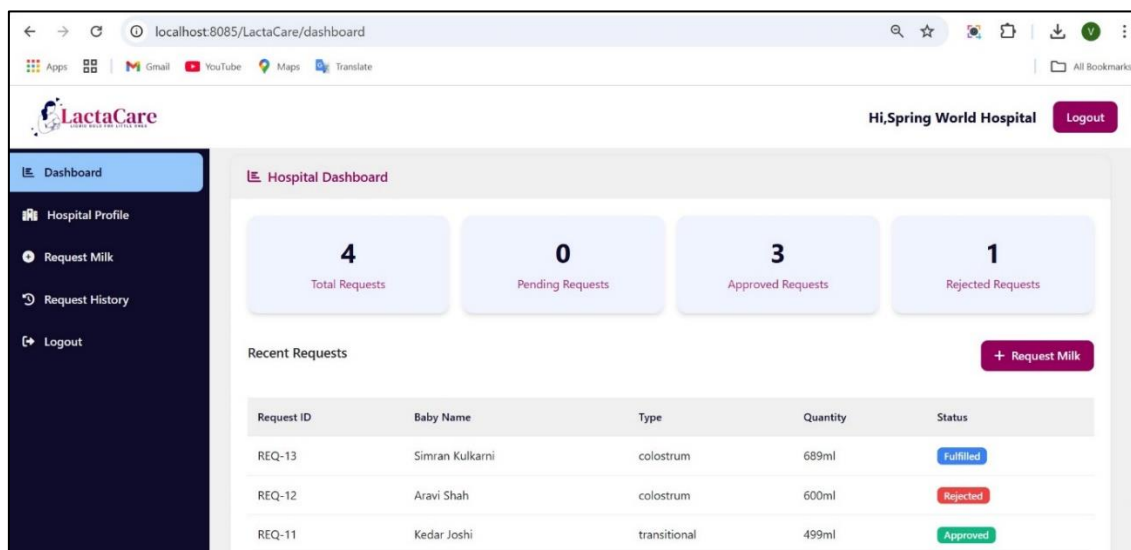 localhost:8085/LactaCare/dashboard
V
Apps Gmail YouTube Maps Translate All Bookmarks
LactaCare
Hi,Spring World Hospital Logout
Dashboard
Hospital Profile
Request Milk
Request History
Logout
Hospital Dashboard
4 0 3 1
Total Requests Pending Requests Approved Requests Rejected Requests
Recent Requests + Request Milk
Request ID Baby Name Type Quantity Status
REQ-13 Simran Kulkarni colostrum 689ml Fulfilled
REQ-12 Aravi Shah colostrum 600ml Rejected
REQ-11 Kedar Joshi transitional 499ml Approved